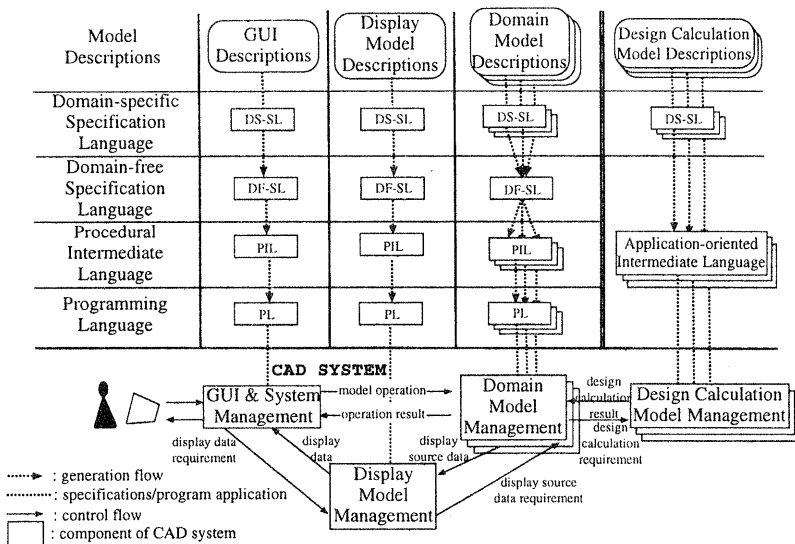 Model
Descriptions
GUI
Descriptions
Display
Model
Descriptions
Domain
Model
Descriptions
Design Calculation
Model Descriptions
Domain-specific
Specification
Language
DS-SL
DS-SL
DS-SL
DS-SL
Domain-free
Specification
Language
DF-SL
DF-SL
DF-SL
Procedural
Intermediate
Language
PIL
PIL
PIL
Application-oriented
Intermediate Language
Programming
Language
PL
PL
PL
CAD SYSTEM
GUI & System
Management
model operation
operation result
Domain
Model
Management
design
calculation
result
design
calculation
requirement
Design Calculation
Model Management
display data
requirement
display
data
display
source data
Display
Model
Management
display source
data requirement
: generation flow
: specifications/program application
: control flow
: component of CAD system